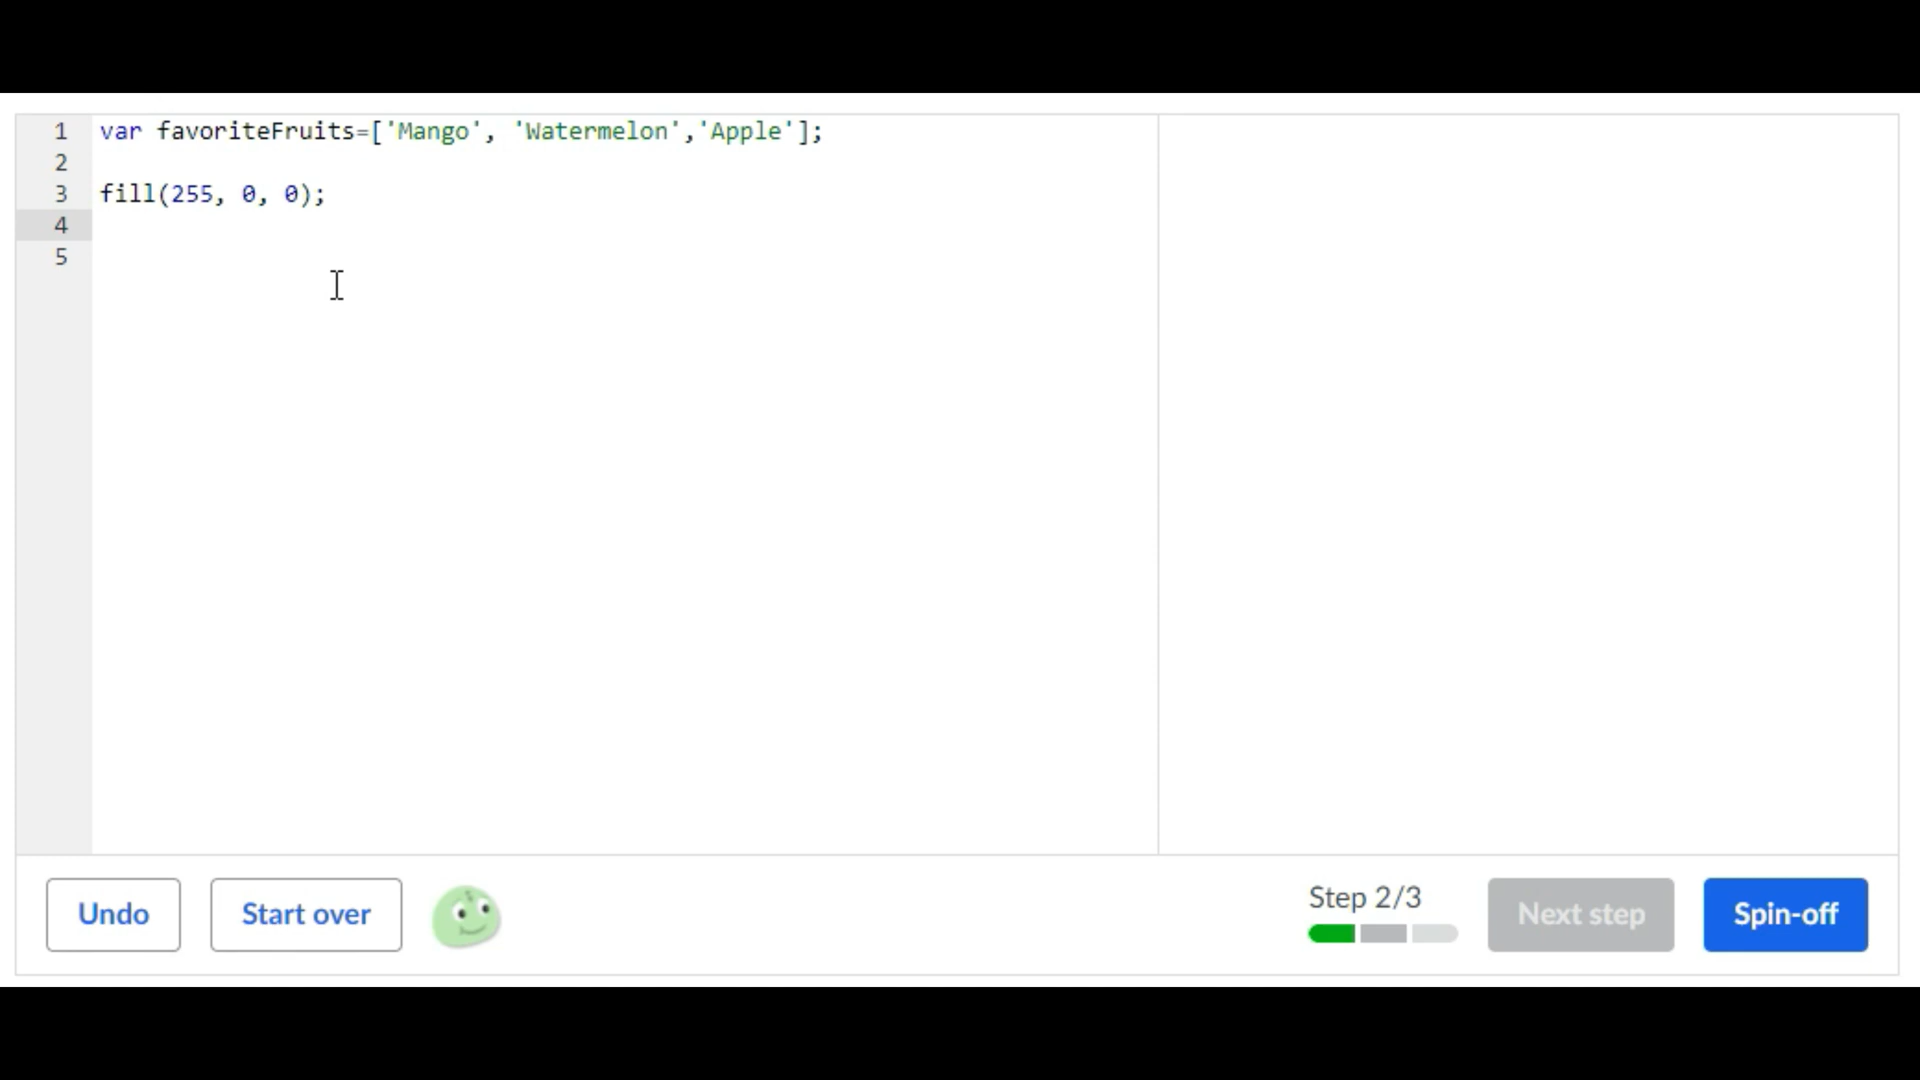 1 var favoriteFruits=['Mango', 'Watermelon','Apple'];
2
3 fill(255, 0, 0);
4
5
Undo
Start over
Step 2/3
Next step
Spin-off